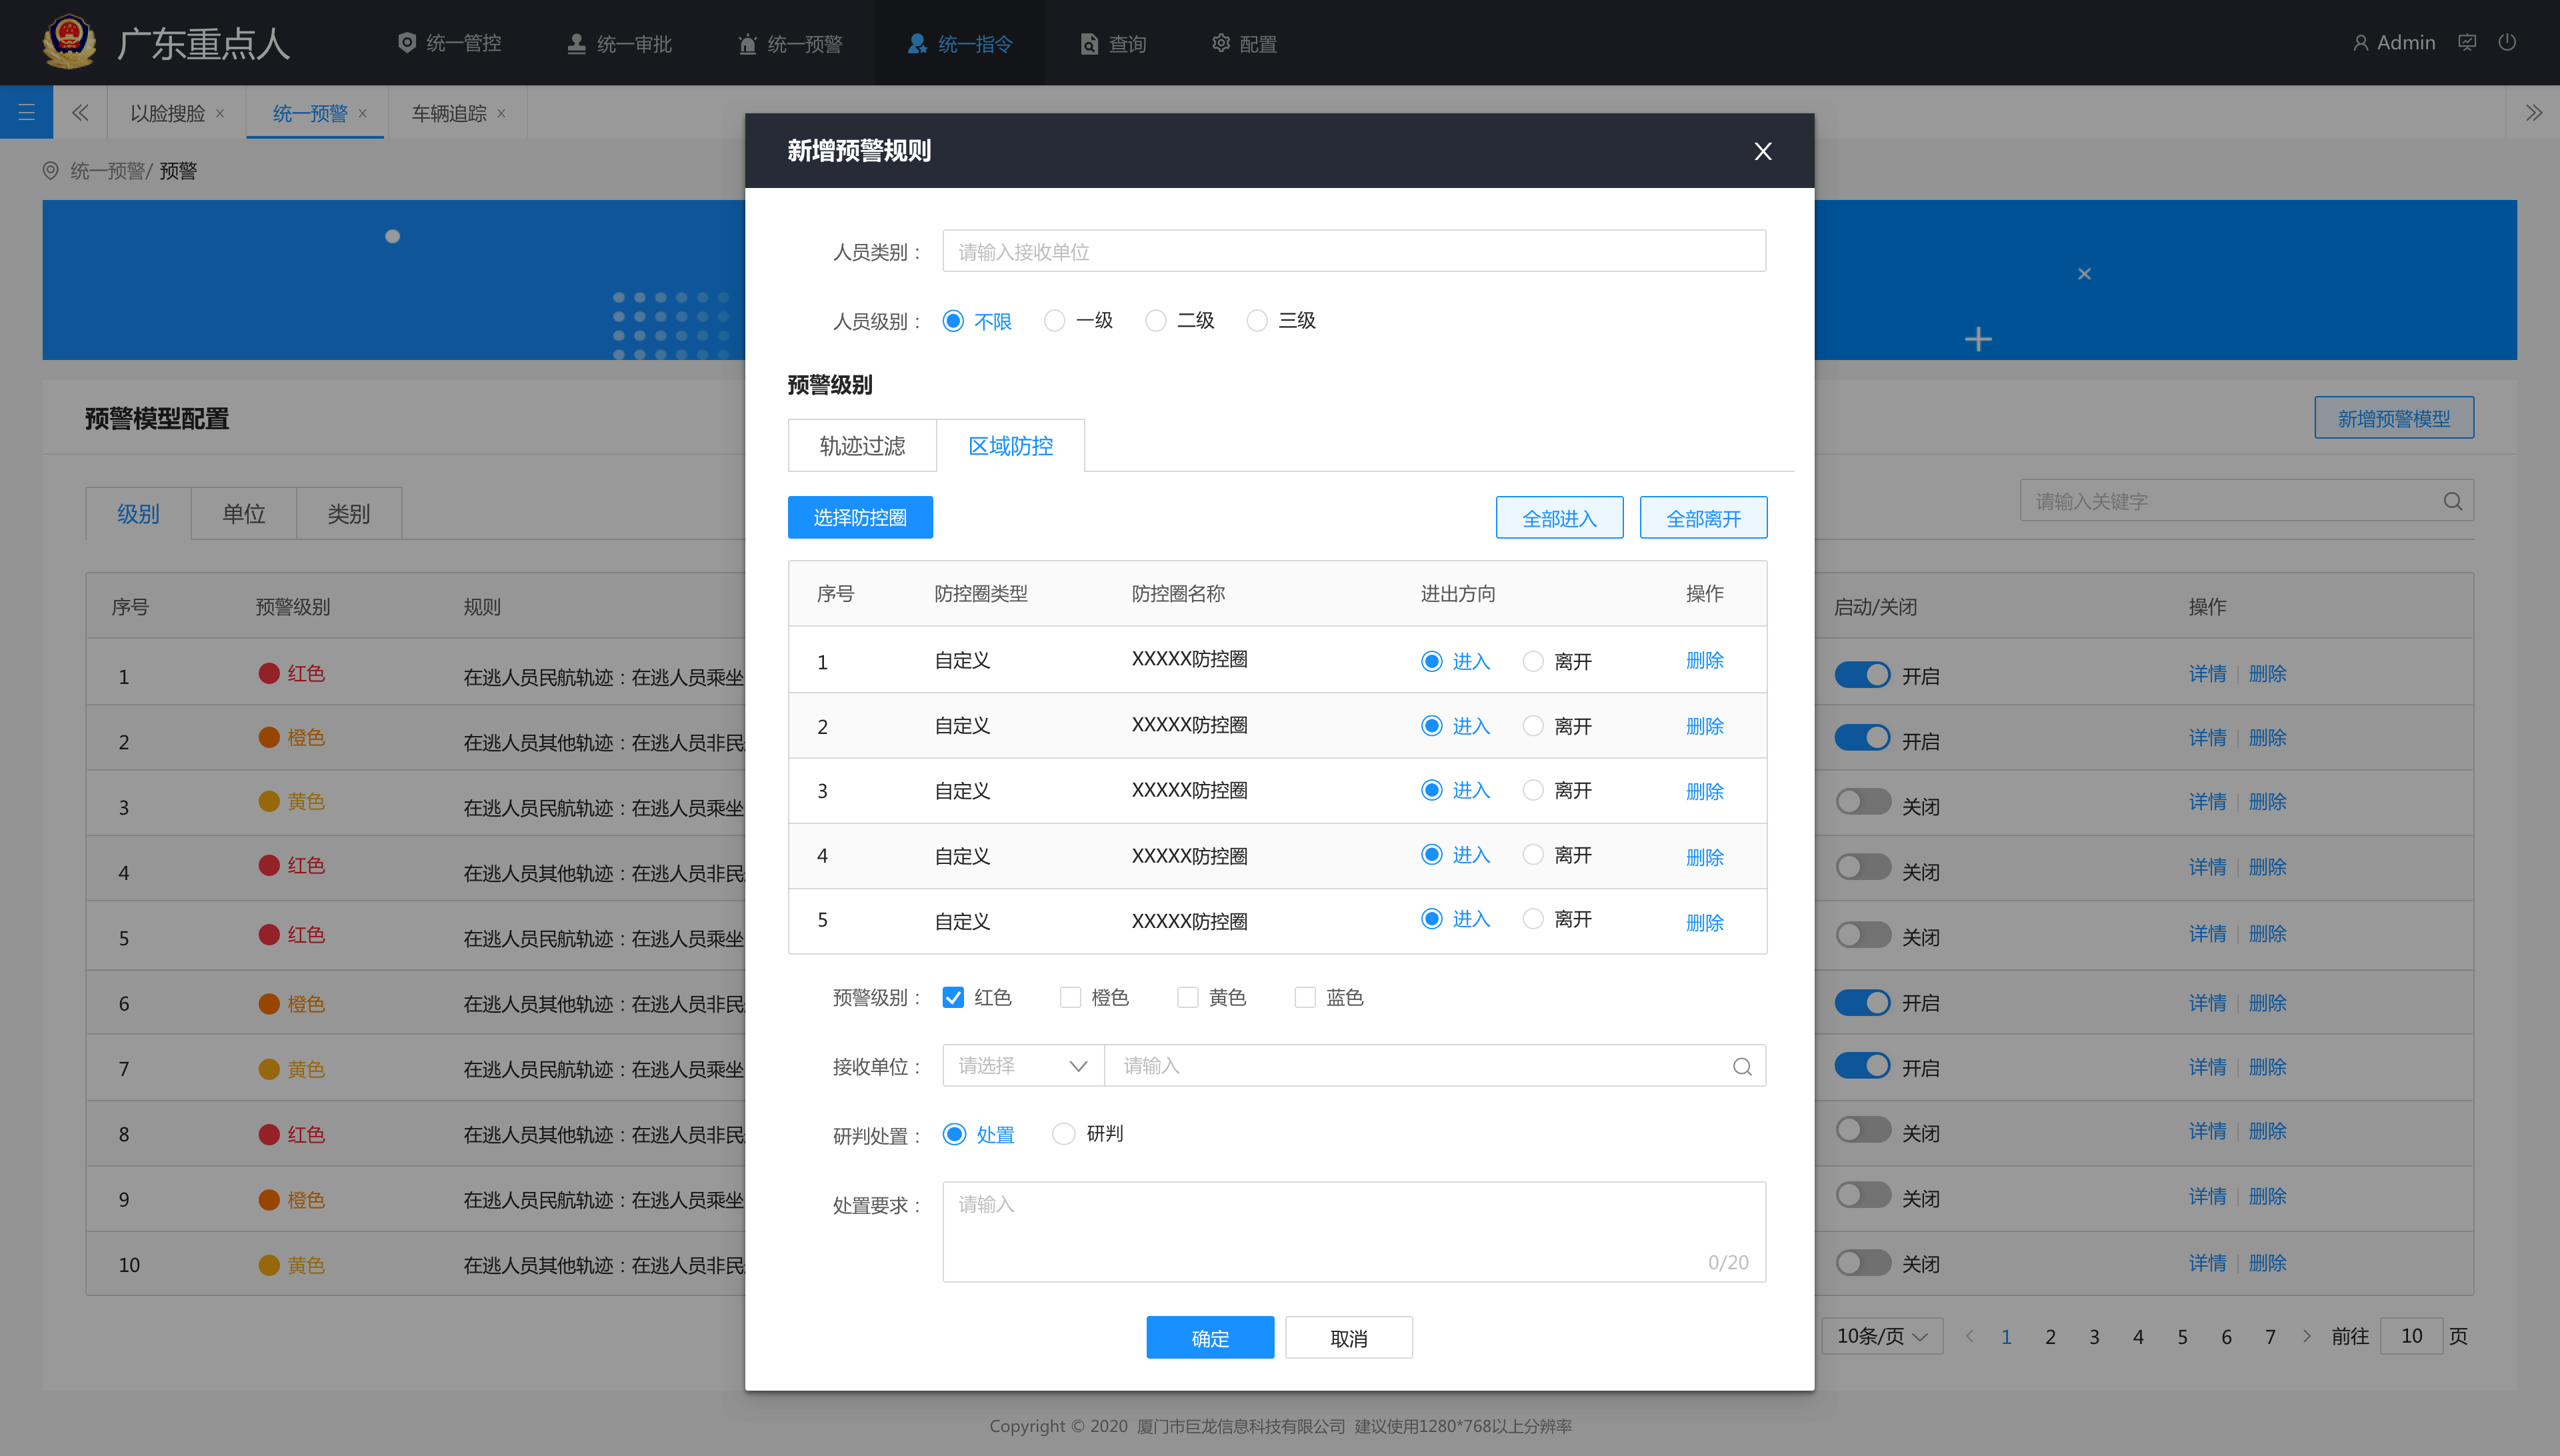 广东重点人 统一管控 统一审批 统一预警 统一指令 查询 配置 Admin
以脸搜脸 × 统一预警 × 车辆追踪 ×
统一预警/ 预警
预警模型配置 新增预警模型
级别 单位 类别 请输入关键字
序号 预警级别 规则 启动/关闭 操作
1 红色 在逃人员民航轨迹：在逃人员乘坐 开启 详情 删除
2 橙色 在逃人员其他轨迹：在逃人员非民 开启 详情 删除
3 黄色 在逃人员民航轨迹：在逃人员乘坐 关闭 详情 删除
4 红色 在逃人员其他轨迹：在逃人员非民 关闭 详情 删除
5 红色 在逃人员民航轨迹：在逃人员乘坐 关闭 详情 删除
6 橙色 在逃人员其他轨迹：在逃人员非民 开启 详情 删除
7 黄色 在逃人员民航轨迹：在逃人员乘坐 开启 详情 删除
8 红色 在逃人员其他轨迹：在逃人员非民 关闭 详情 删除
9 橙色 在逃人员民航轨迹：在逃人员乘坐 关闭 详情 删除
10 黄色 在逃人员其他轨迹：在逃人员非民 关闭 详情 删除
10条/页 1 2 3 4 5 6 7 前往 10 页
新增预警规则
人员类别： 请输入接收单位
人员级别： 不限 一级 二级 三级
预警级别
轨迹过滤 区域防控
选择防控圈 全部进入 全部离开
序号 防控圈类型 防控圈名称 进出方向 操作
1 自定义 XXXXX防控圈 进入 离开 删除
2 自定义 XXXXX防控圈 进入 离开 删除
3 自定义 XXXXX防控圈 进入 离开 删除
4 自定义 XXXXX防控圈 进入 离开 删除
5 自定义 XXXXX防控圈 进入 离开 删除
预警级别： 红色 橙色 黄色 蓝色
接收单位： 请选择 请输入
研判处置： 处置 研判
处置要求： 请输入
0/20
确定 取消
Copyright © 2020 厦门市巨龙信息科技有限公司 建议使用1280*768以上分辨率